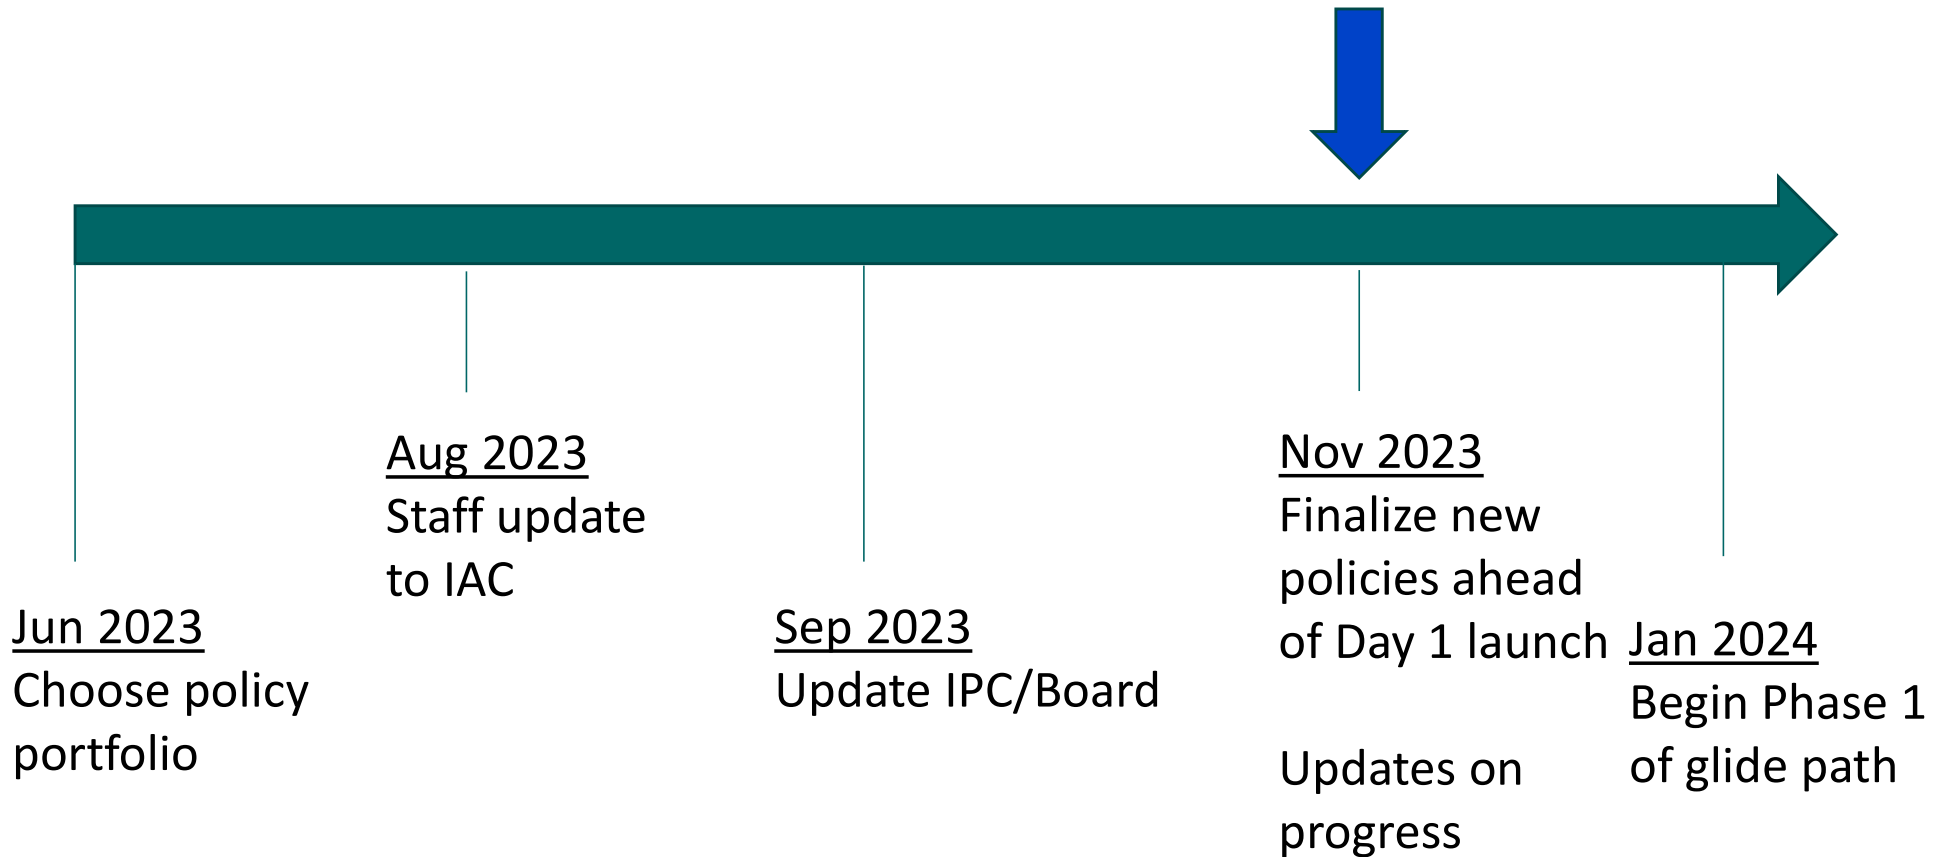 Jun 2023
Choose policy
portfolio
Aug 2023
Staff update
to IAC
Sep 2023
Update IPC/Board
Nov 2023
Finalize new
policies ahead
of Day 1 launch
Updates on
progress
Jan 2024
Begin Phase 1
of glide path